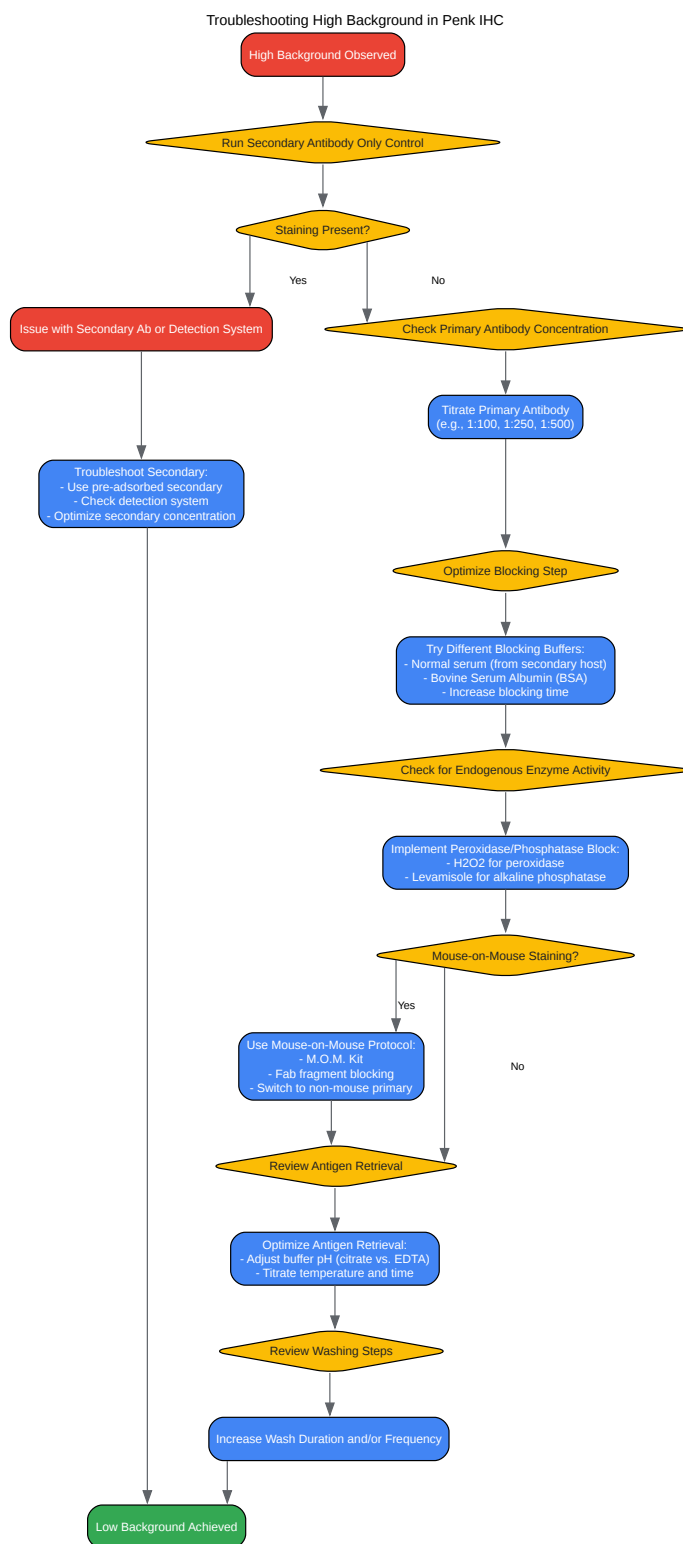 Troubleshooting High Background in Penk IHC
High Background Observed
Run Secondary Antibody Only Control
Staining Present?
Yes
No
Issue with Secondary Ab or Detection System
Check Primary Antibody Concentration
Titrate Primary Antibody
(e.g., 1:100, 1:250, 1:500)
Troubleshoot Secondary:
- Use pre-adsorbed secondary
- Check detection system
- Optimize secondary concentration
Optimize Blocking Step
Try Different Blocking Buffers:
- Normal serum (from secondary host)
- Bovine Serum Albumin (BSA)
- Increase blocking time
Check for Endogenous Enzyme Activity
Implement Peroxidase/Phosphatase Block:
- H2O2 for peroxidase
- Levamisole for alkaline phosphatase
Mouse-on-Mouse Staining?
Yes
Use Mouse-on-Mouse Protocol:
- M.O.M. Kit
- Fab fragment blocking
- Switch to non-mouse primary
No
Review Antigen Retrieval
Optimize Antigen Retrieval:
- Adjust buffer pH (citrate vs. EDTA)
- Titrate temperature and time
Review Washing Steps
Increase Wash Duration and/or Frequency
Low Background Achieved